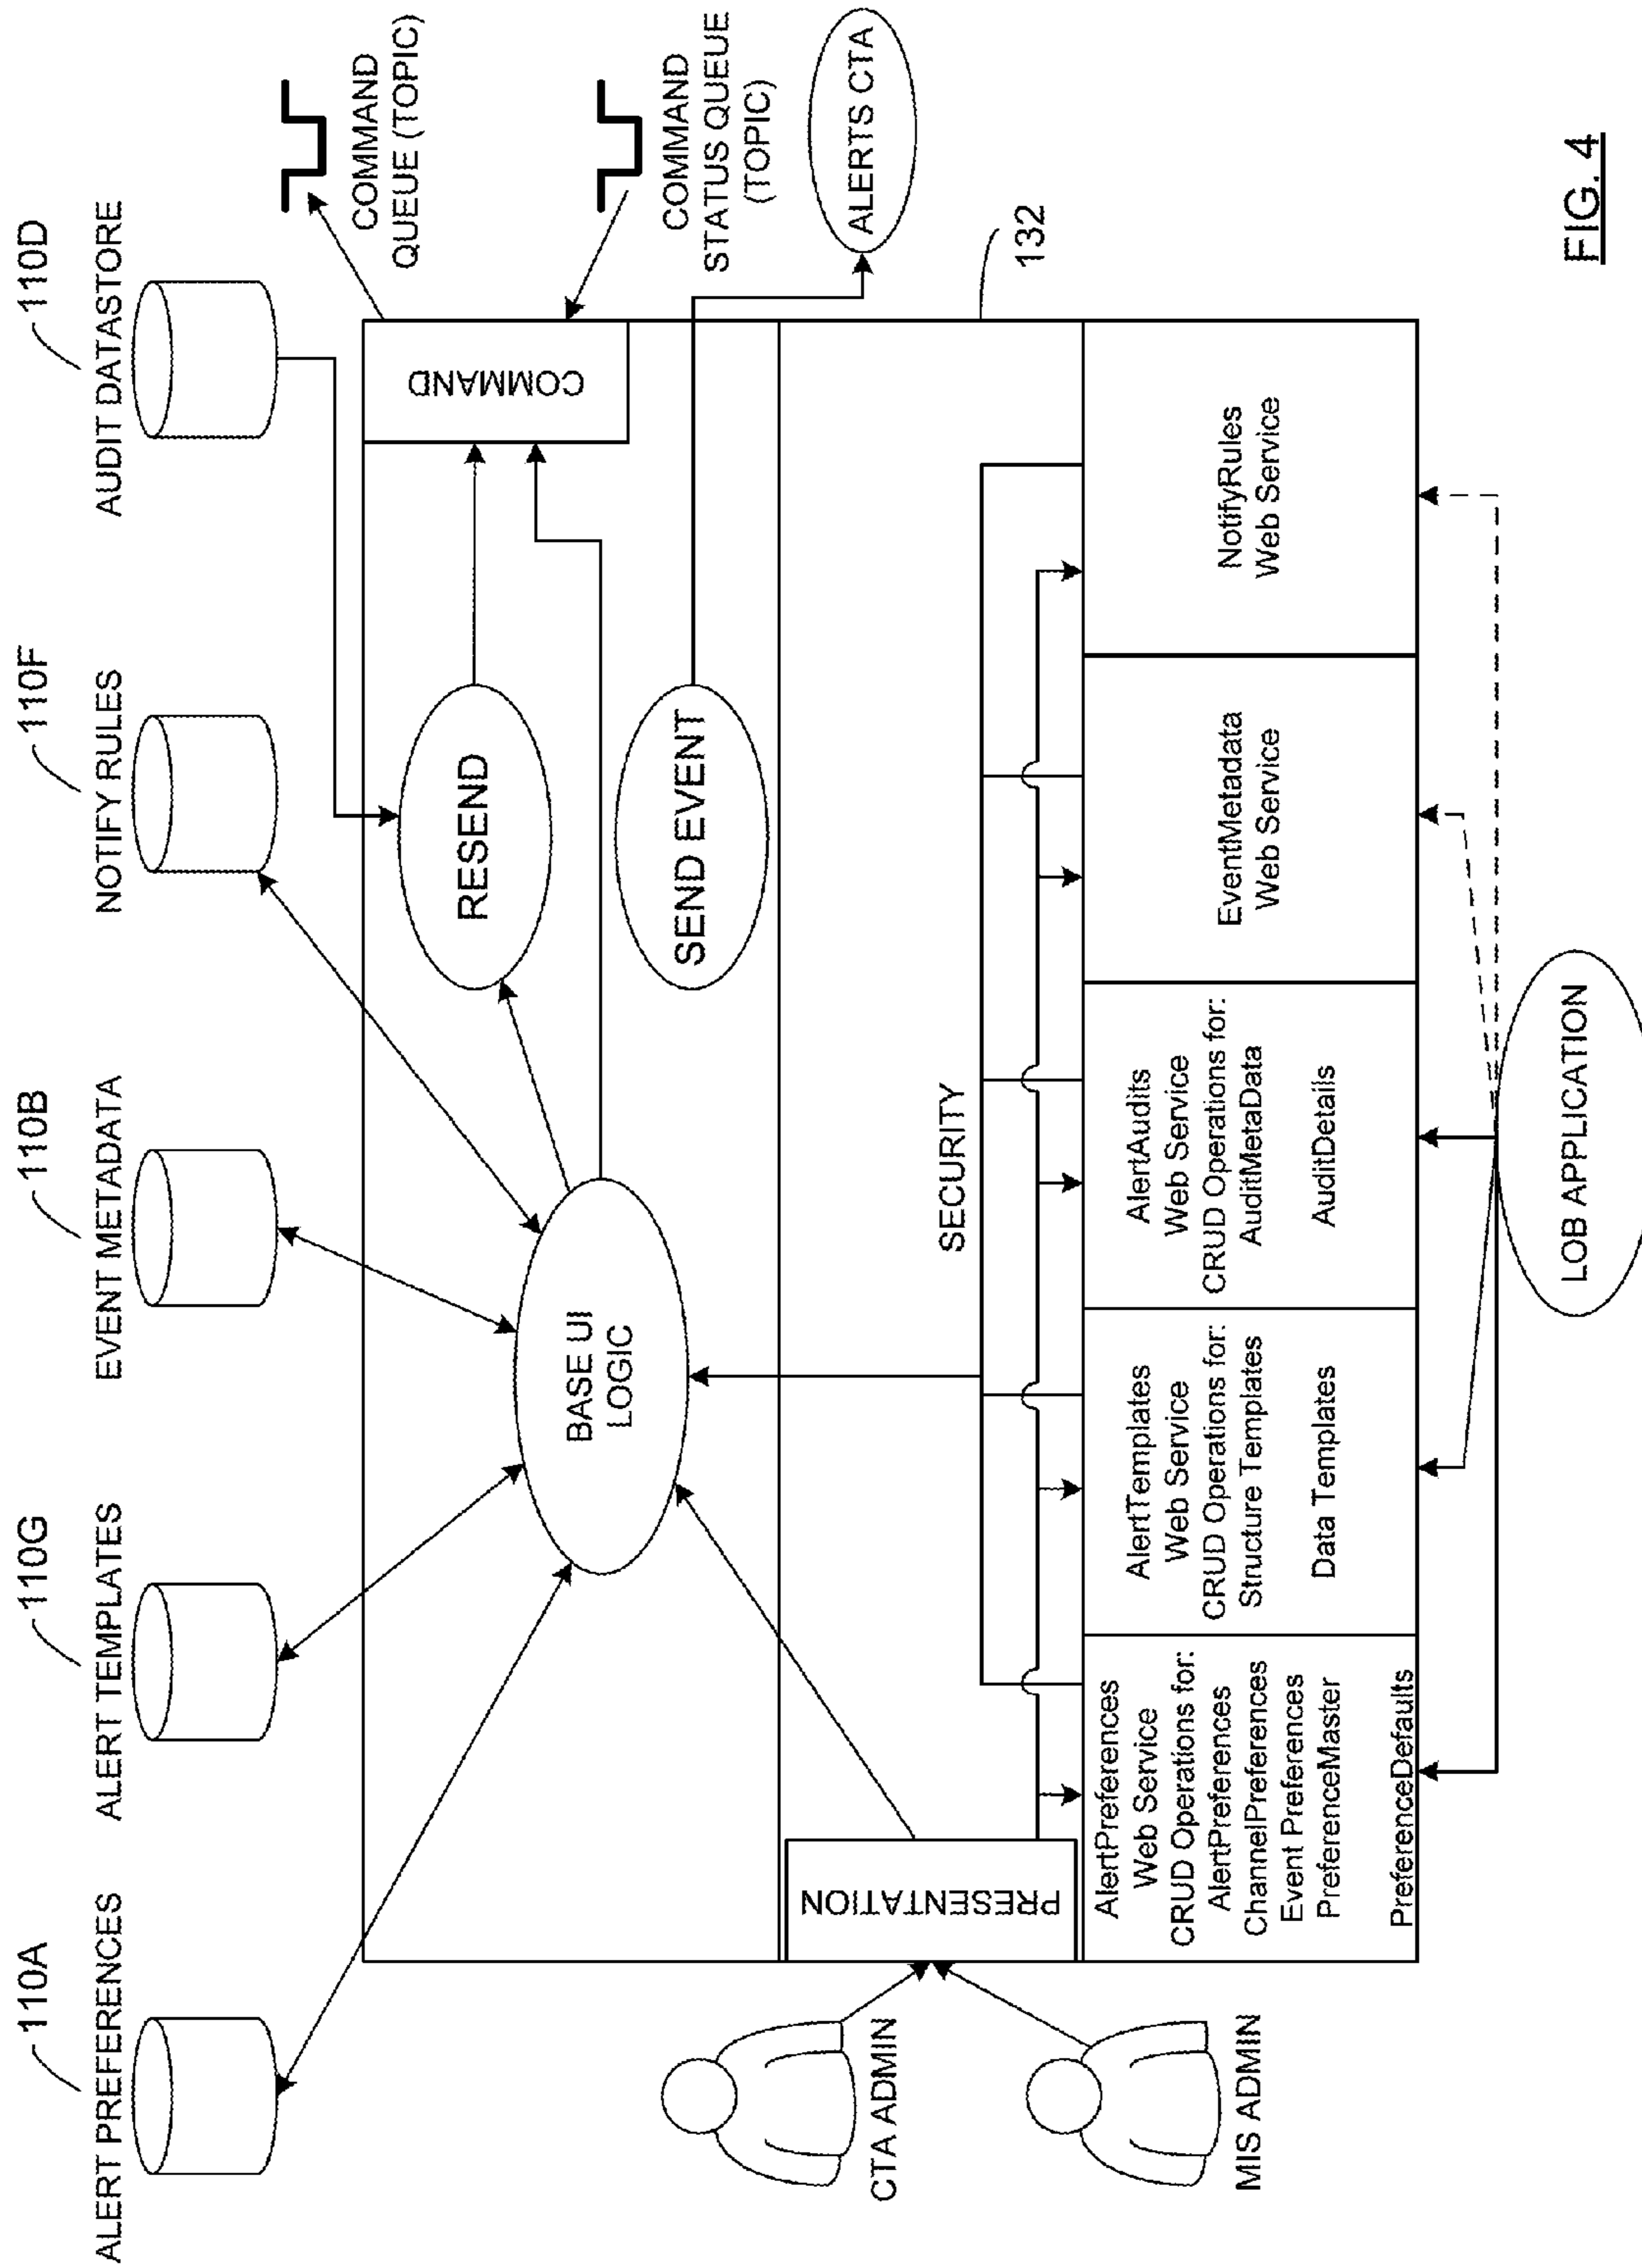 110A
110G
110B
110F
110D
ALERT PREFERENCES
ALERT TEMPLATES
EVENT METADATA
NOTIFY RULES
AUDIT DATASTORE
COMMAND
QUEUE (TOPIC)
COMMAND
RESEND
BASE UI
LOGIC
SEND EVENT
COMMAND
STATUS QUEUE
(TOPIC)
ALERTS CTA
132
CTA ADMIN
MIS ADMIN
PRESENTATION
SECURITY
AlertPreferences
Web Service
CRUD Operations for:
AlertPreferences
ChannelPreferences
Event Preferences
PreferenceMaster
PreferenceDefaults
AlertTemplates
Web Service
CRUD Operations for:
Structure Templates
Data Templates
AlertAudits
Web Service
CRUD Operations for:
AuditMetaData
AuditDetails
EventMetadata
Web Service
NotifyRules
Web Service
LOB APPLICATION
FIG. 4